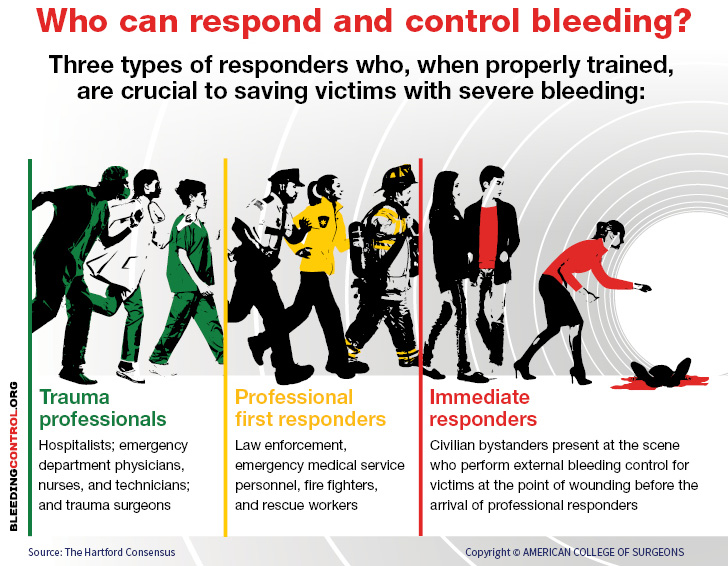 Who can respond and control bleeding?
Three types of responders who, when properly trained,
are crucial to saving victims with severe bleeding:
Trauma
professionals
Hospitalists; emergency
department physicians,
nurses, and technicians;
and trauma surgeons
Professional
first responders
Law enforcement,
emergency medical service
personnel, fire fighters,
and rescue workers
Immediate
responders
Civilian bystanders present at the scene
who perform external bleeding control for
victims at the point of wounding before the
arrival of professional responders
BLEEDINGCONTROL.ORG
Source: The Hartford Consensus
Copyright © AMERICAN COLLEGE OF SURGEONS